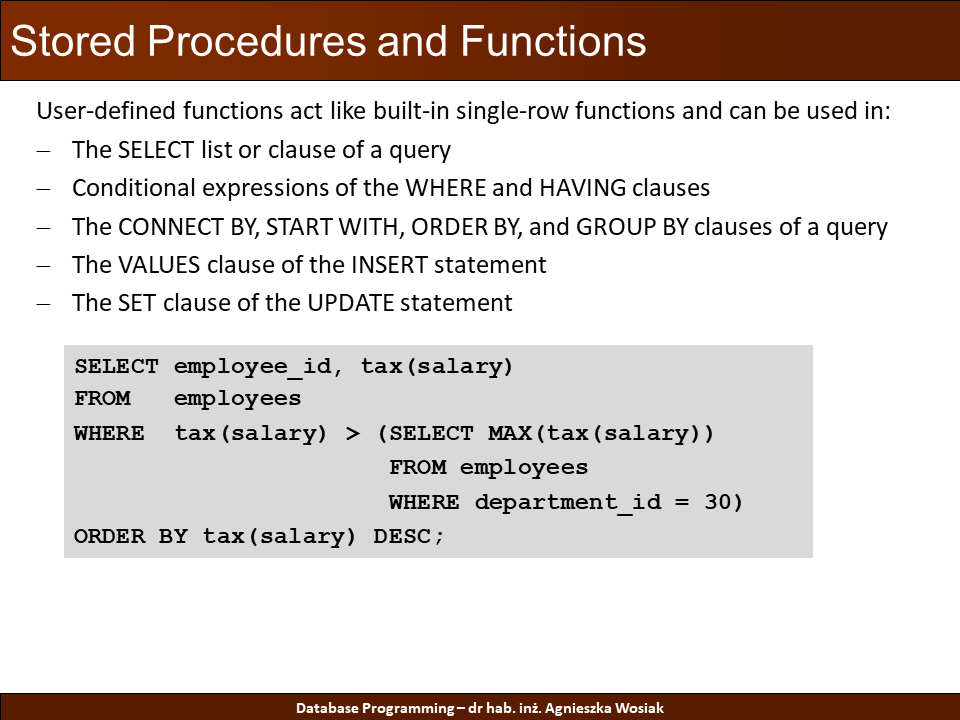 Stored Procedures and Functions
User-defined functions act like built-in single-row functions and can be used in:
– The SELECT list or clause of a query
– Conditional expressions of the WHERE and HAVING clauses
– The CONNECT BY, START WITH, ORDER BY, and GROUP BY clauses of a query
– The VALUES clause of the INSERT statement
– The SET clause of the UPDATE statement
SELECT employee_id, tax(salary)
FROM   employees
WHERE  tax(salary) > (SELECT MAX(tax(salary))
                      FROM employees
                      WHERE department_id = 30)
ORDER BY tax(salary) DESC;
Database Programming – dr hab. inż. Agnieszka Wosiak